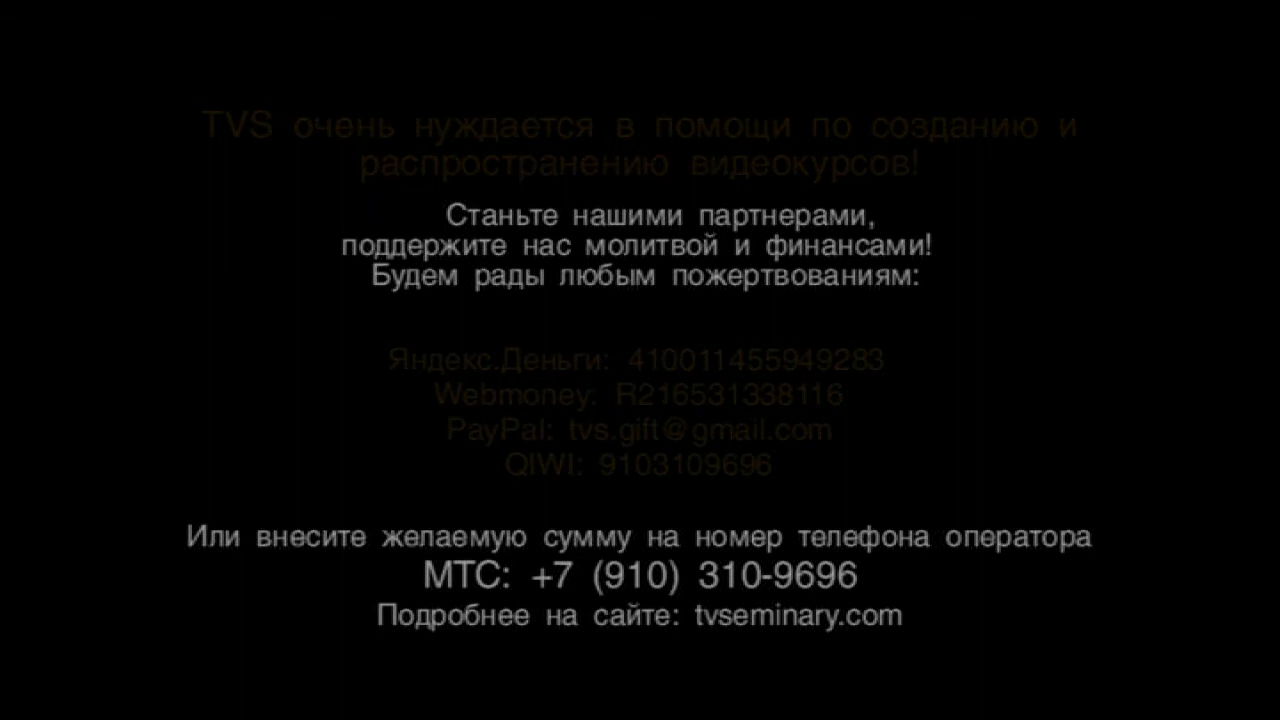 TVS очень нуждается в помощи по созданию и
распространению видеокурсов!
Станьте нашими партнерами,
поддержите нас молитвой и финансами!
Будем рады любым пожертвованиям:
Яндекс.Деньги: 410011455949283
Webmoney: R216531338116
PayPal: tvs.gift@gmail.com
QIWI: 9103109696
Или внесите желаемую сумму на номер телефона оператора
МТС: +7 (910) 310-9696
Подробнее на сайте: tvseminary.com